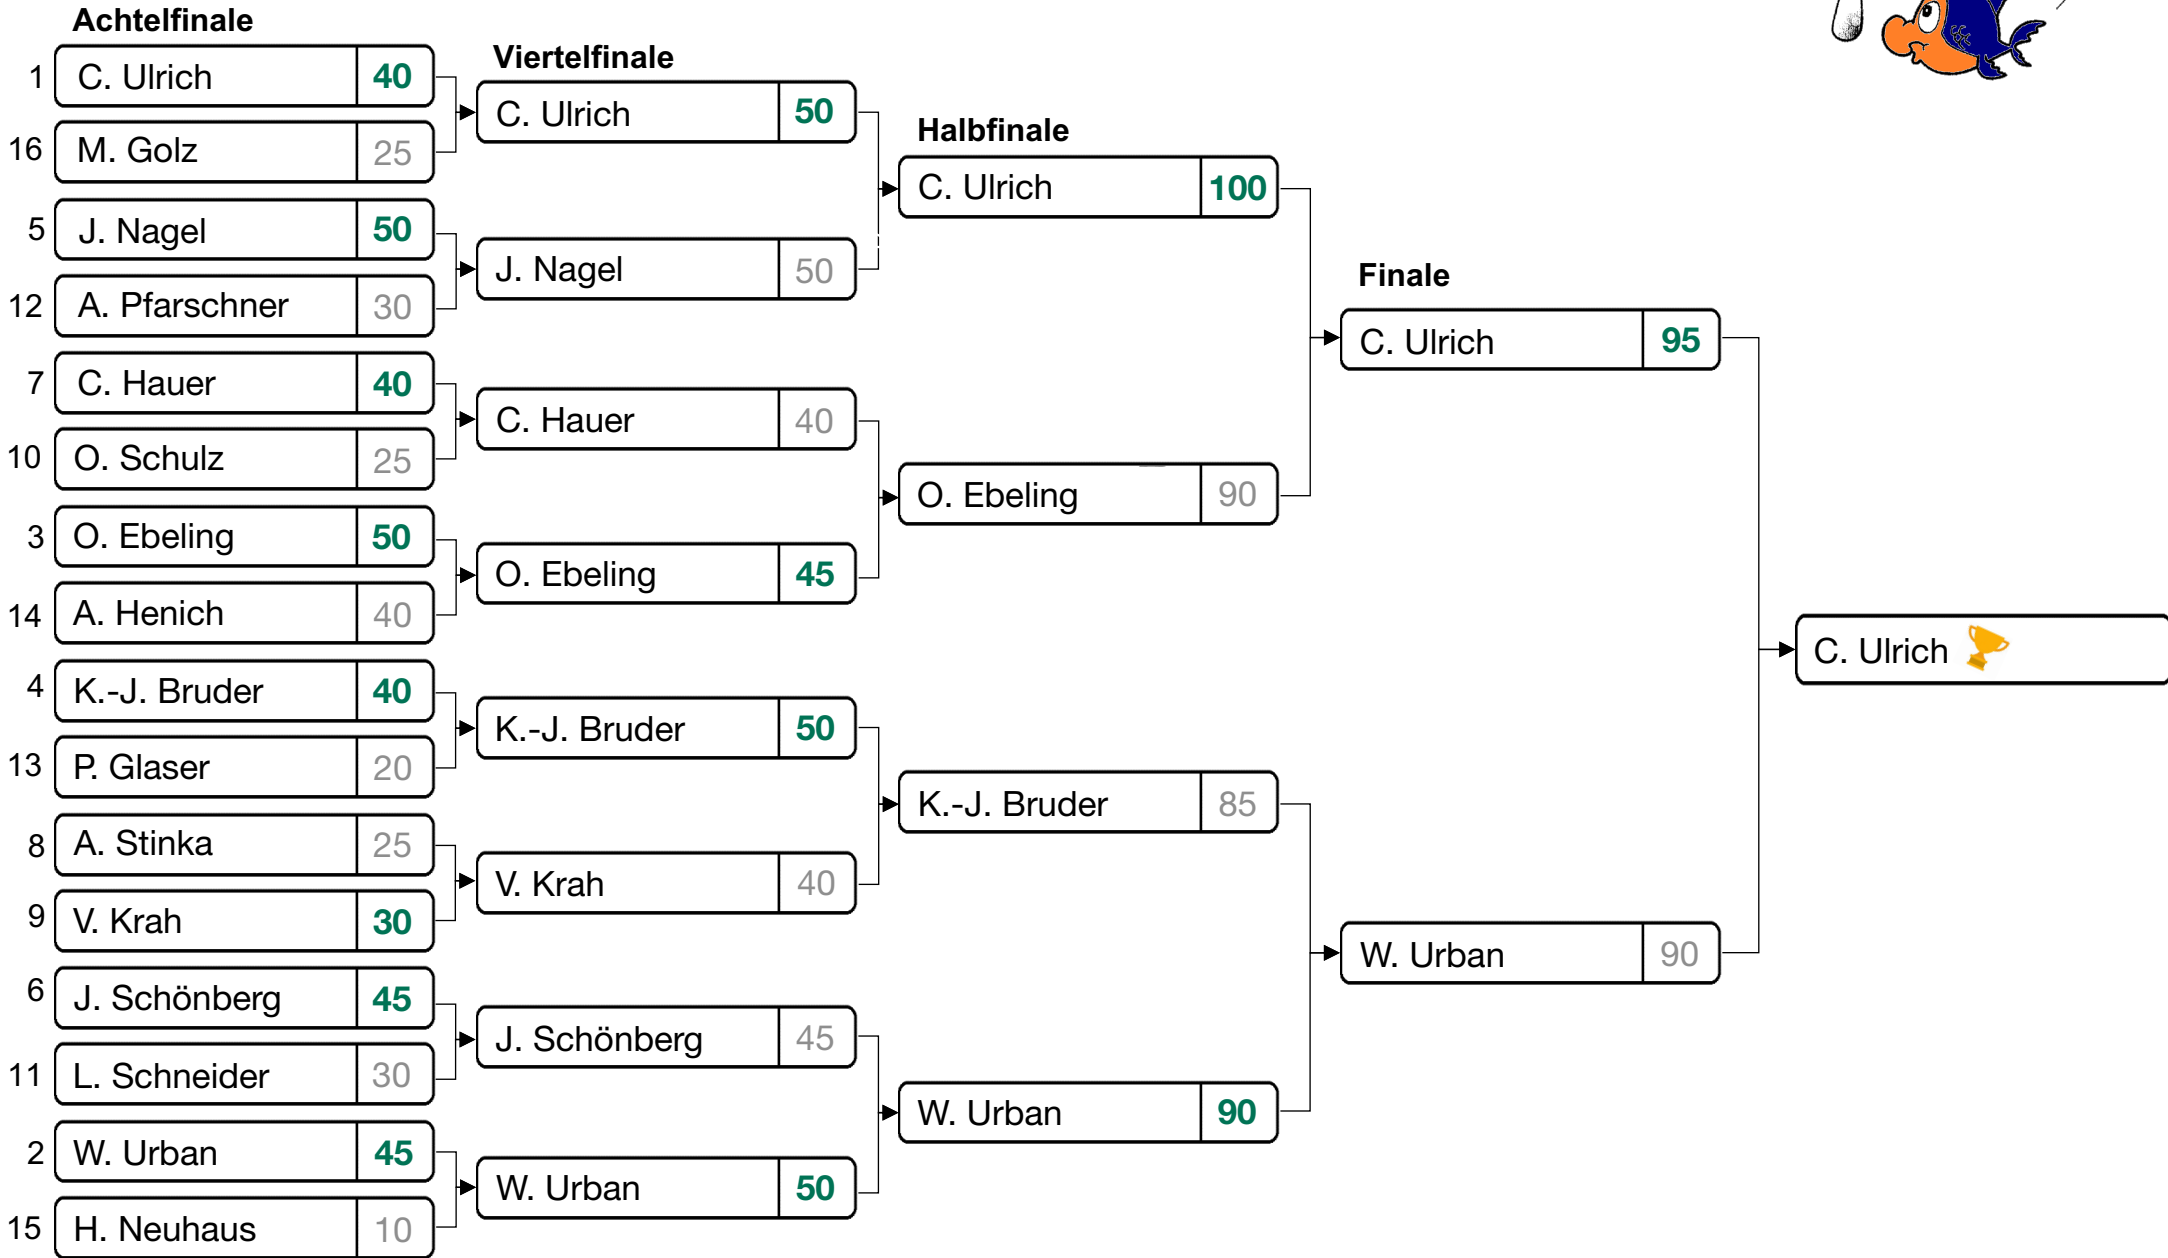 Achtelfinale
1 C. Ulrich 40
16 M. Golz 25
5 J. Nagel 50
12 A. Pfarschner 30
7 C. Hauer 40
10 O. Schulz 25
3 O. Ebeling 50
14 A. Henich 40
4 K.-J. Bruder 40
13 P. Glaser 20
8 A. Stinka 25
9 V. Krah 30
6 J. Schönberg 45
11 L. Schneider 30
2 W. Urban 45
15 H. Neuhaus 10
Viertelfinale
C. Ulrich 50
J. Nagel 50
C. Hauer 40
O. Ebeling 45
K.-J. Bruder 50
V. Krah 40
J. Schönberg 45
W. Urban 50
Halbfinale
C. Ulrich 100
O. Ebeling 90
K.-J. Bruder 85
W. Urban 90
Finale
C. Ulrich 95
W. Urban 90
C. Ulrich